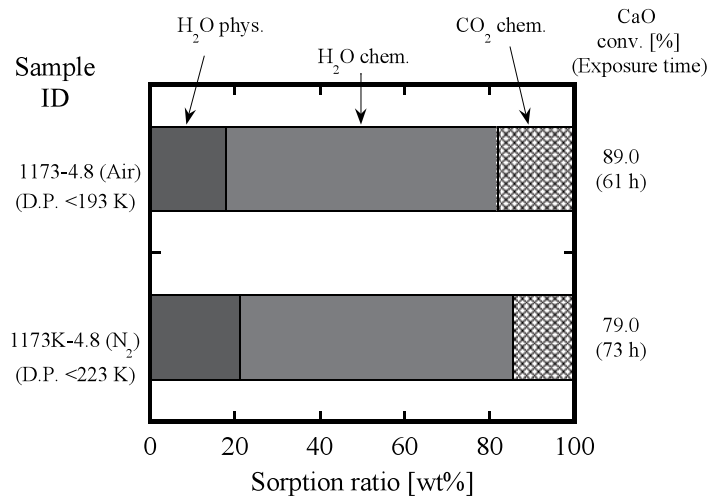 H₂O phys.
H₂O chem.
CO₂ chem.
CaO
conv. [%]
(Exposure time)
Sample
ID
1173-4.8 (Air)
(D.P. <193 K)
89.0
(61 h)
1173K-4.8 (N₂)
(D.P. <223 K)
79.0
(73 h)
0 20 40 60 80 100
Sorption ratio [wt%]